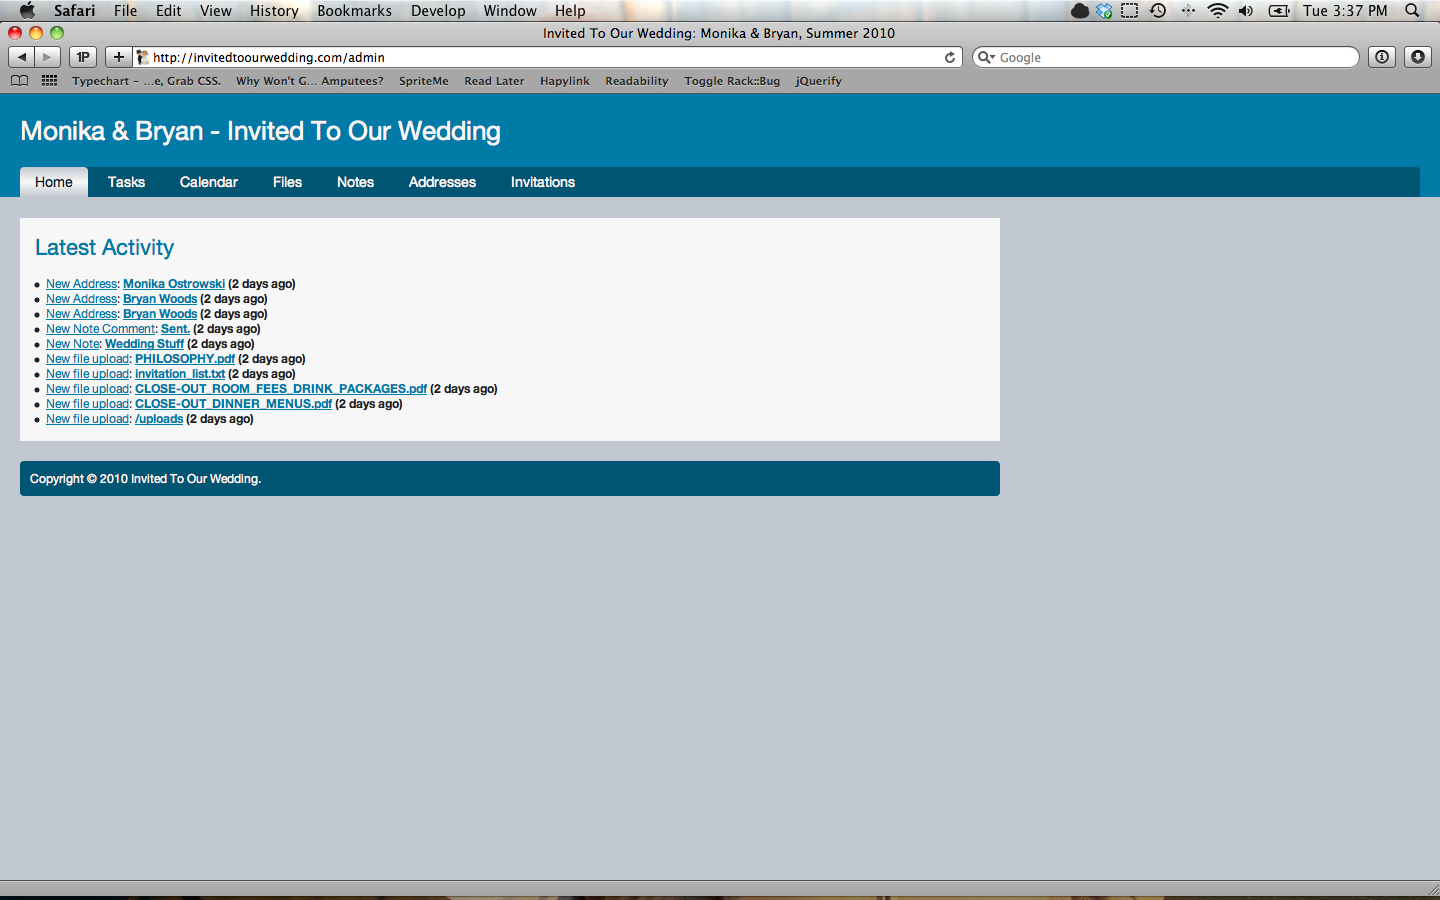 Safari File Edit View History Bookmarks Develop Window Help Tue 3:37 PM
Invited To Our Wedding: Monika & Bryan, Summer 2010
1P + http://invitedtoourwedding.com/admin Google
Typechart - ...e, Grab CSS. Why Won't G... Amputees? SpriteMe Read Later Hapylink Readability Toggle Rack::Bug jQuerify
Monika & Bryan - Invited To Our Wedding
Home Tasks Calendar Files Notes Addresses Invitations
Latest Activity
• New Address: Monika Ostrowski (2 days ago)
• New Address: Bryan Woods (2 days ago)
• New Address: Bryan Woods (2 days ago)
• New Note Comment: Sent. (2 days ago)
• New Note: Wedding Stuff (2 days ago)
• New file upload: PHILOSOPHY.pdf (2 days ago)
• New file upload: invitation_list.txt (2 days ago)
• New file upload: CLOSE-OUT_ROOM_FEES_DRINK_PACKAGES.pdf (2 days ago)
• New file upload: CLOSE-OUT_DINNER_MENUS.pdf (2 days ago)
• New file upload: /uploads (2 days ago)
Copyright © 2010 Invited To Our Wedding.